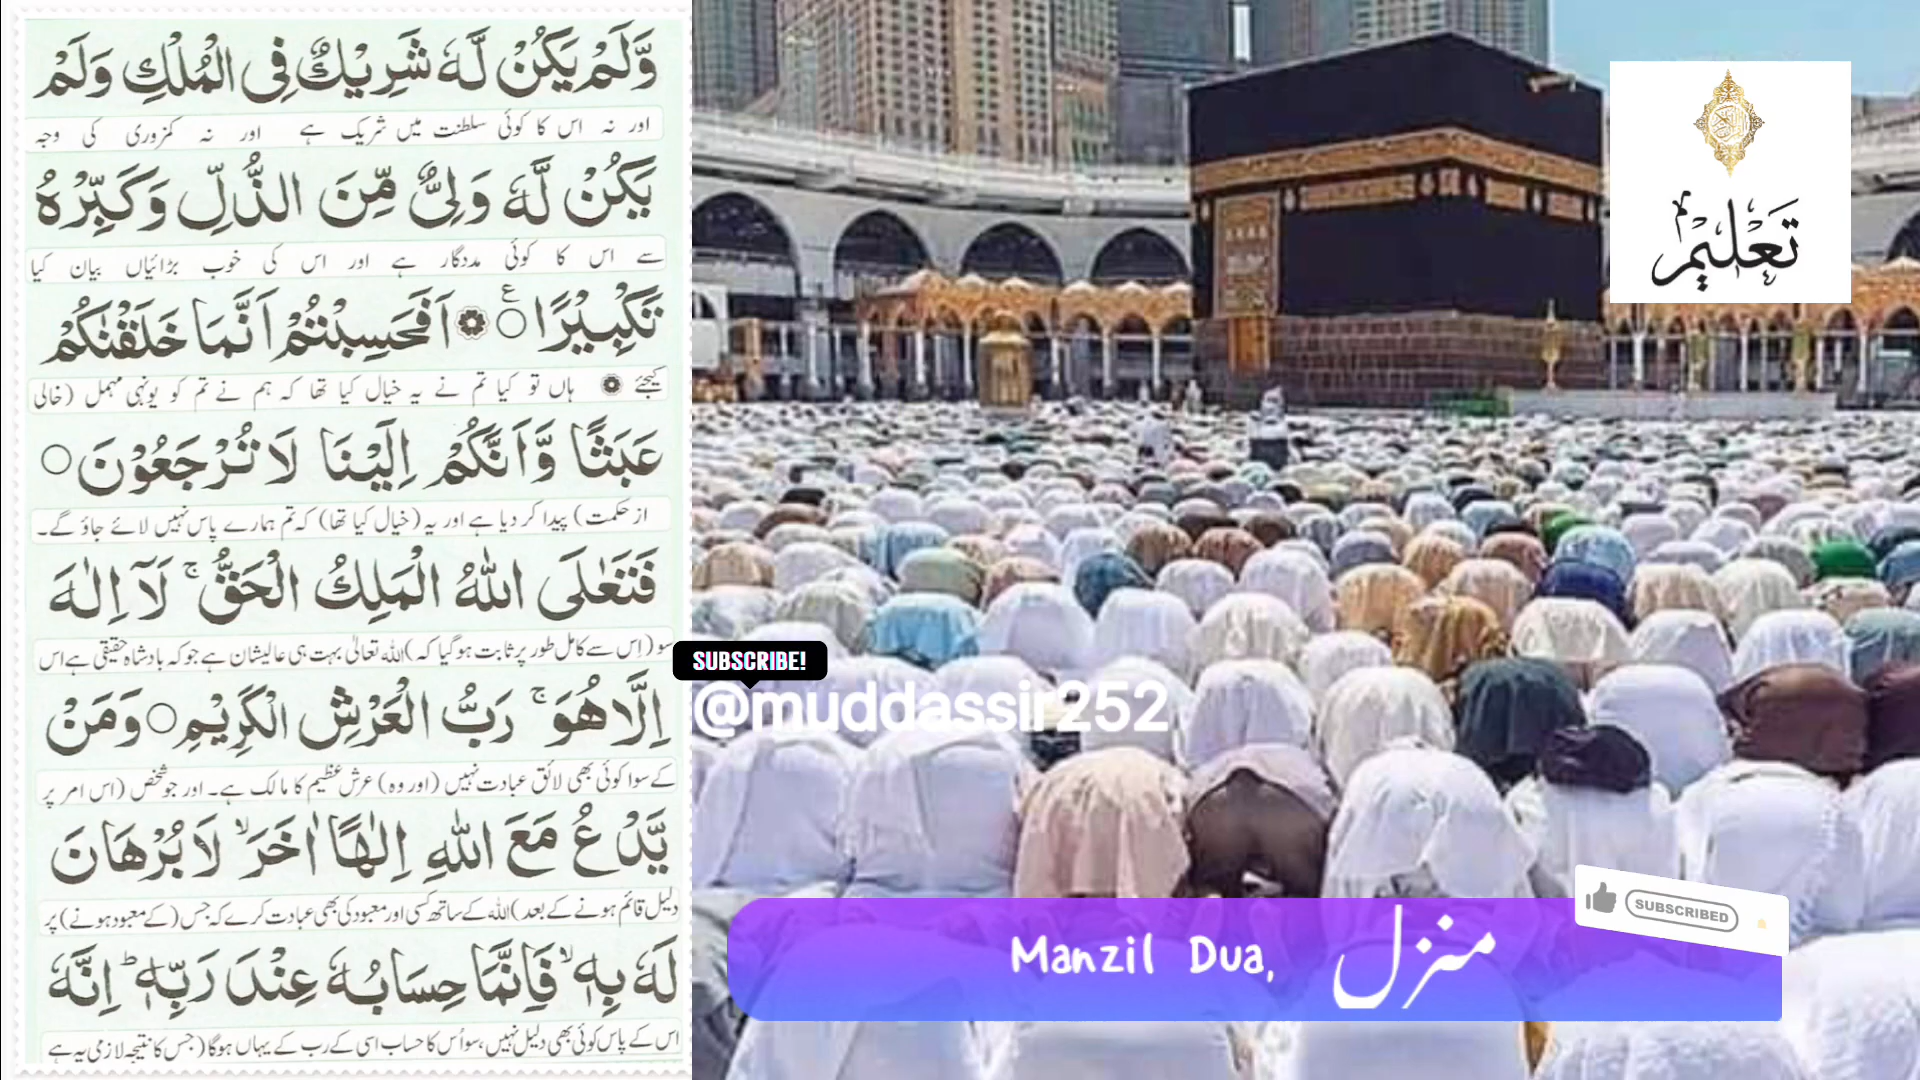 وَّلَمْ يَكُنْ لَّهٗ شَرِيْكٌ فِى الْمُلْكِ وَلَمْ
اور نہ اس کا کوئی سلطنت میں شریک ہے اور نہ کمزوری کی وجہ
يَكُنْ لَّهٗ وَلِىٌّ مِّنَ الذُّلِّ وَكَبِّرْهُ
سے اس کا کوئی مددگار ہے اور اس کی خوب بڑائیاں بیان کیا
تَكْبِيْرًا ۝ اَفَحَسِبْتُمْ اَنَّمَا خَلَقْنٰكُمْ
کیجئے ہاں تو کیا تم نے یہ خیال کیا تھا کہ ہم نے تم کو یونہی مہمل (خالی
عَبَثًا وَّاَنَّكُمْ اِلَيْنَا لَا تُرْجَعُوْنَ ۝
از حکمت) پیدا کر دیا ہے اور یہ (خیال کیا تھا) کہ تم ہمارے پاس نہیں لائے جاؤ گے۔
فَتَعٰلَى اللّٰهُ الْمَلِكُ الْحَقُّ ۚ لَآ اِلٰهَ
سو (اِس سے کامل طور پر ثابت ہو گیا کہ) اللہ تعالیٰ بہت ہی عالیشان ہے جو کہ بادشاہ حقیقی ہے اس
اِلَّا هُوَ ۚ رَبُّ الْعَرْشِ الْكَرِيْمِ ۝ وَمَنْ
کے سوا کوئی بھی لائق عبادت نہیں (اور وہ) عرش عظیم کا مالک ہے۔ اور جو شخص (اس امر پر
يَّدْعُ مَعَ اللّٰهِ اِلٰهًا اٰخَرَ ۙ لَا بُرْهَانَ
دلیل قائم ہونے کے بعد) اللہ کے ساتھ کسی اور معبود کی بھی عبادت کرے کہ جس (کے معبود ہونے) پر
لَهٗ بِهٖ ۙ فَاِنَّمَا حِسَابُهٗ عِنْدَ رَبِّهٖ ؕ اِنَّهٗ
اس کے پاس کوئی بھی دلیل نہیں، سو اُس کا حساب اسی کے رب کے یہاں ہوگا (جس کا نتیجہ لازمی یہ ہے
تَعْلِيْم
SUBSCRIBE!
@muddassir252
SUBSCRIBED
Manzil Dua, منزل